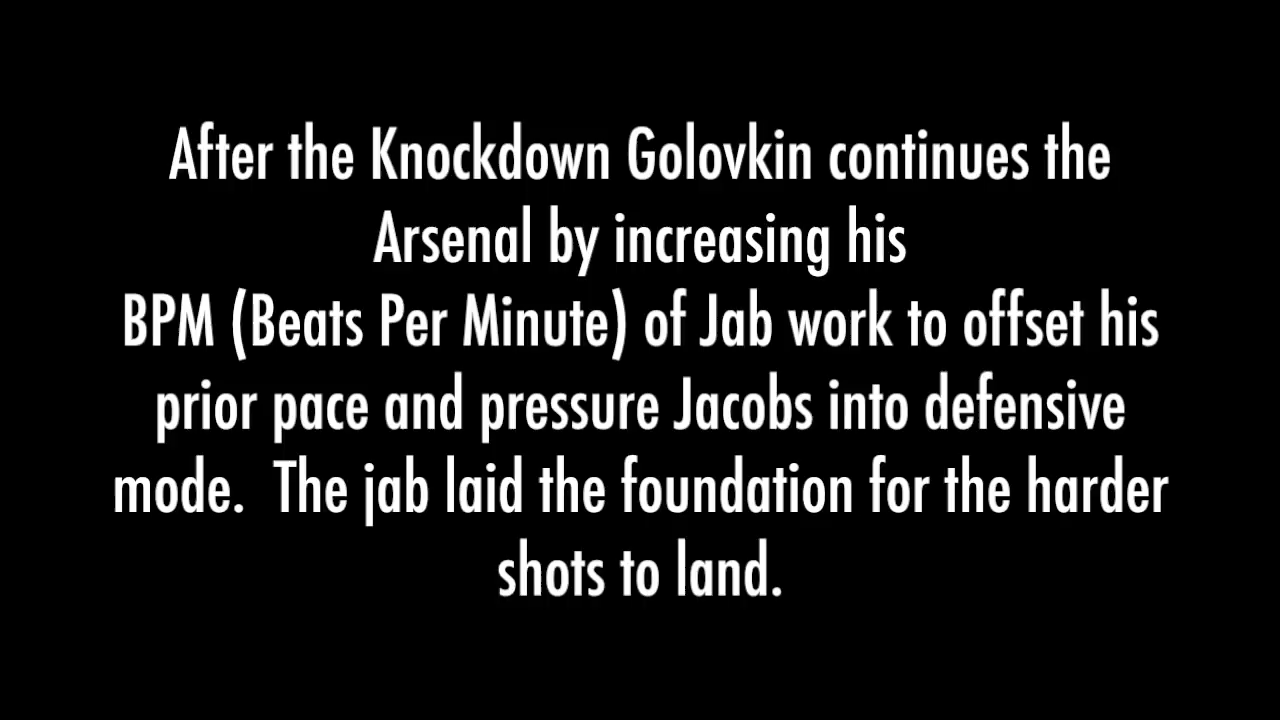 After the Knockdown Golovkin continues the
Arsenal by increasing his
BPM (Beats Per Minute) of Jab work to offset his
prior pace and pressure Jacobs into defensive
mode.  The jab laid the foundation for the harder
shots to land.